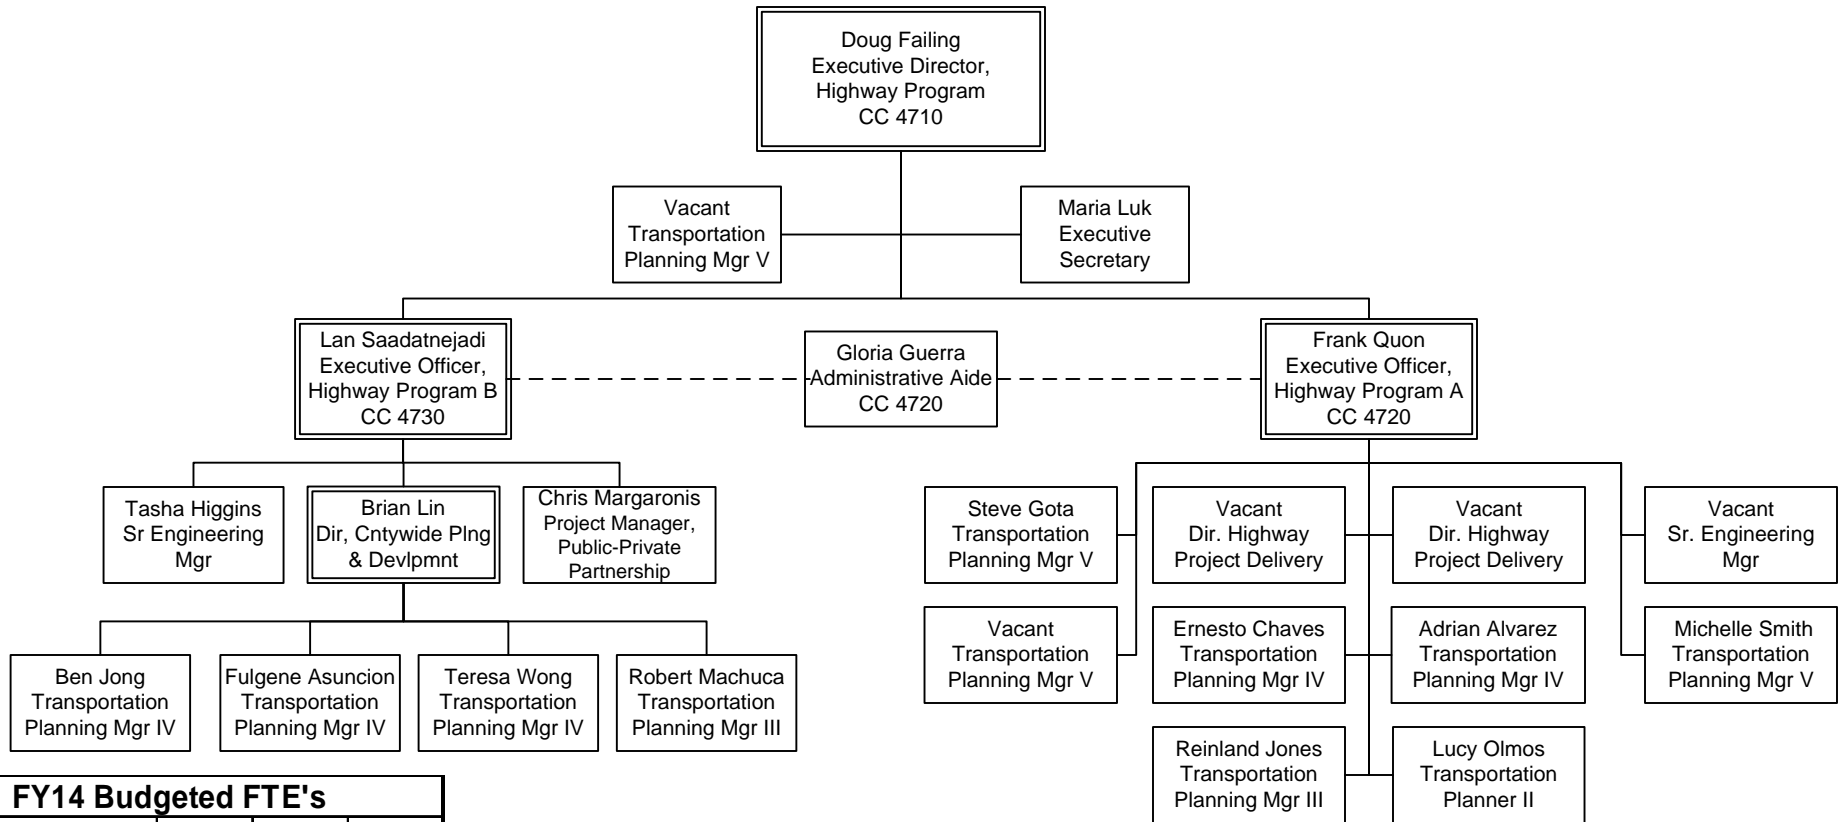 Doug Failing
Executive Director,
Highway Program
CC 4710
Vacant
Transportation
Planning Mgr V
Maria Luk
Executive
Secretary
Lan Saadatnejadi
Executive Officer,
Highway Program B
CC 4730
Gloria Guerra
Administrative Aide
CC 4720
Frank Quon
Executive Officer,
Highway Program A
CC 4720
Tasha Higgins
Sr Engineering
Mgr
Brian Lin
Dir, Cntywide Plng
& Devlpmnt
Chris Margaronis
Project Manager,
Public-Private
Partnership
Steve Gota
Transportation
Planning Mgr V
Vacant
Dir. Highway
Project Delivery
Vacant
Dir. Highway
Project Delivery
Vacant
Sr. Engineering
Mgr
Vacant
Transportation
Planning Mgr V
Ernesto Chaves
Transportation
Planning Mgr IV
Adrian Alvarez
Transportation
Planning Mgr IV
Michelle Smith
Transportation
Planning Mgr V
Ben Jong
Transportation
Planning Mgr IV
Fulgene Asuncion
Transportation
Planning Mgr IV
Teresa Wong
Transportation
Planning Mgr IV
Robert Machuca
Transportation
Planning Mgr III
Reinland Jones
Transportation
Planning Mgr III
Lucy Olmos
Transportation
Planner II
FY14 Budgeted FTE's